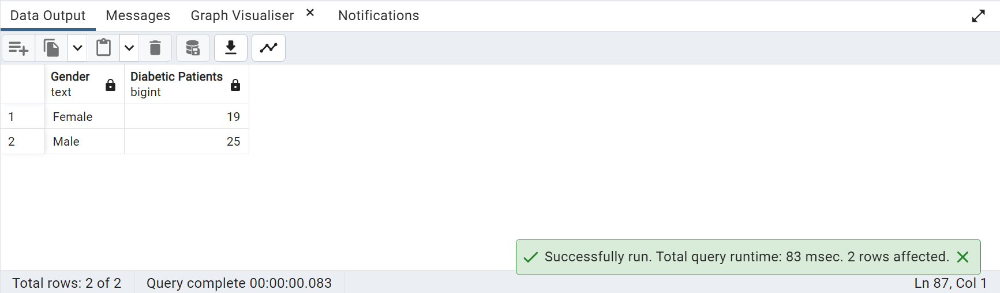 Data Output Messages Graph Visualiser Notifications
Gender Diabetic Patients
text bigint
1 Female 19
2 Male 25
Successfully run. Total query runtime: 83 msec. 2 rows affected.
Total rows: 2 of 2 Query complete 00:00:00.083 Ln 87, Col 1